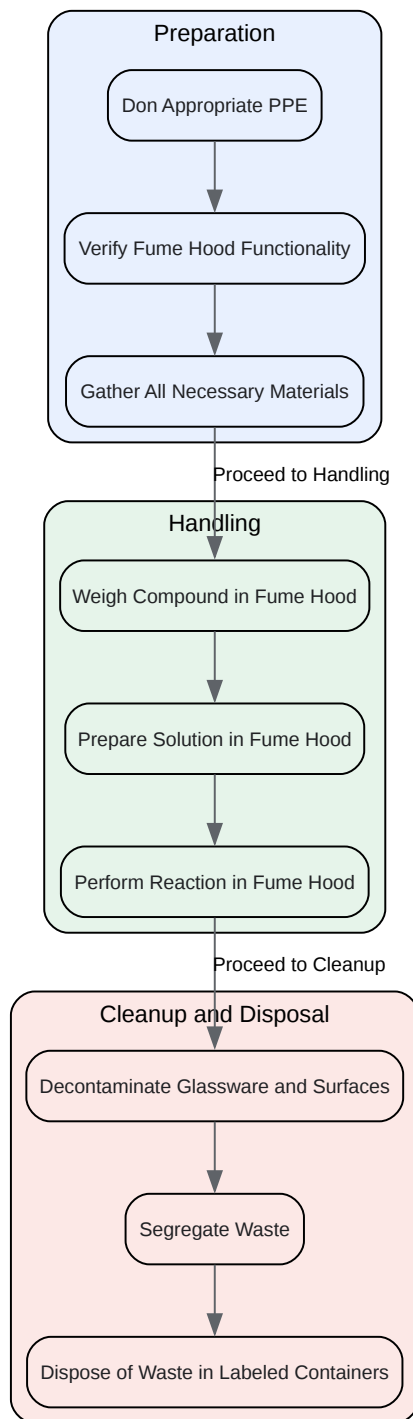 Preparation
Don Appropriate PPE
Verify Fume Hood Functionality
Gather All Necessary Materials
Proceed to Handling
Handling
Weigh Compound in Fume Hood
Prepare Solution in Fume Hood
Perform Reaction in Fume Hood
Proceed to Cleanup
Cleanup and Disposal
Decontaminate Glassware and Surfaces
Segregate Waste
Dispose of Waste in Labeled Containers